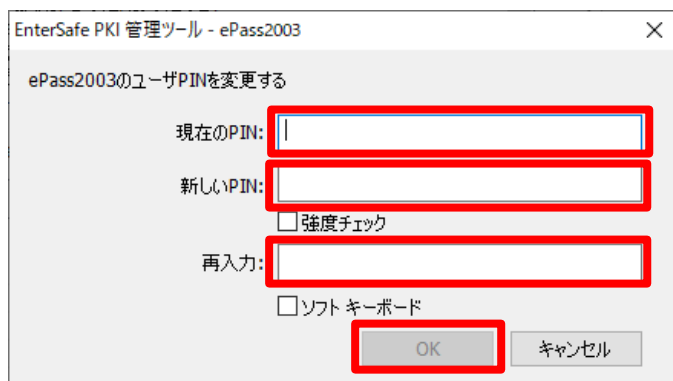 EnterSafe PKI 管理ツール - ePass2003
ePass2003のユーザPINを変更する
現在のPIN:
新しいPIN:
強度チェック
再入力:
ソフト キーボード
OK キャンセル